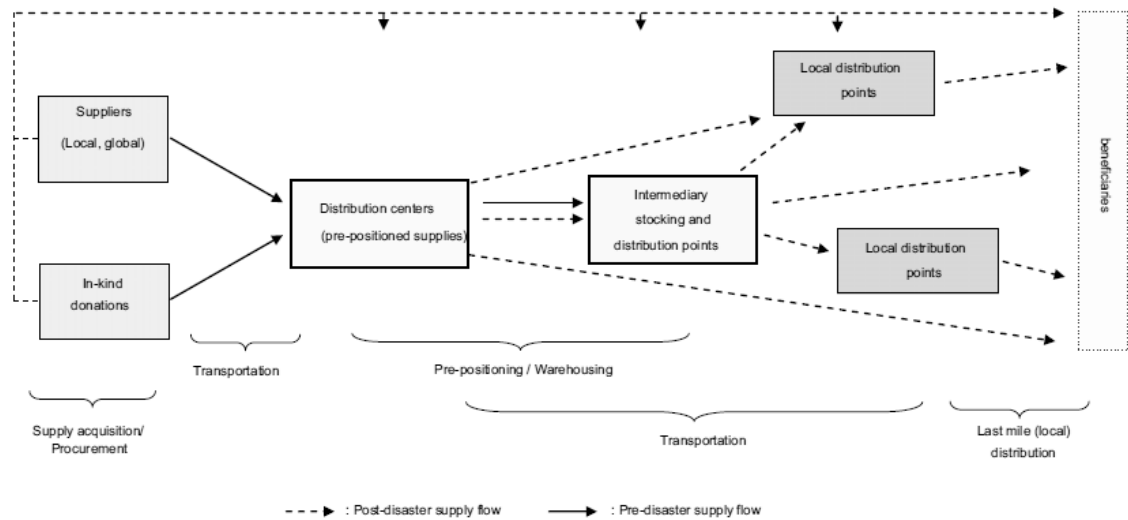 Local distribution
points
Suppliers
(Local, global)
beneficiaries
Distribution centers
(pre-positioned supplies)
Intermediary
stocking and
distribution points
Local distribution
points
In-kind
donations
Transportation
Pre-positioning / Warehousing
Supply acquisition/
Procurement
Transportation
Last mile (local)
distribution
: Post-disaster supply flow
: Pre-disaster supply flow